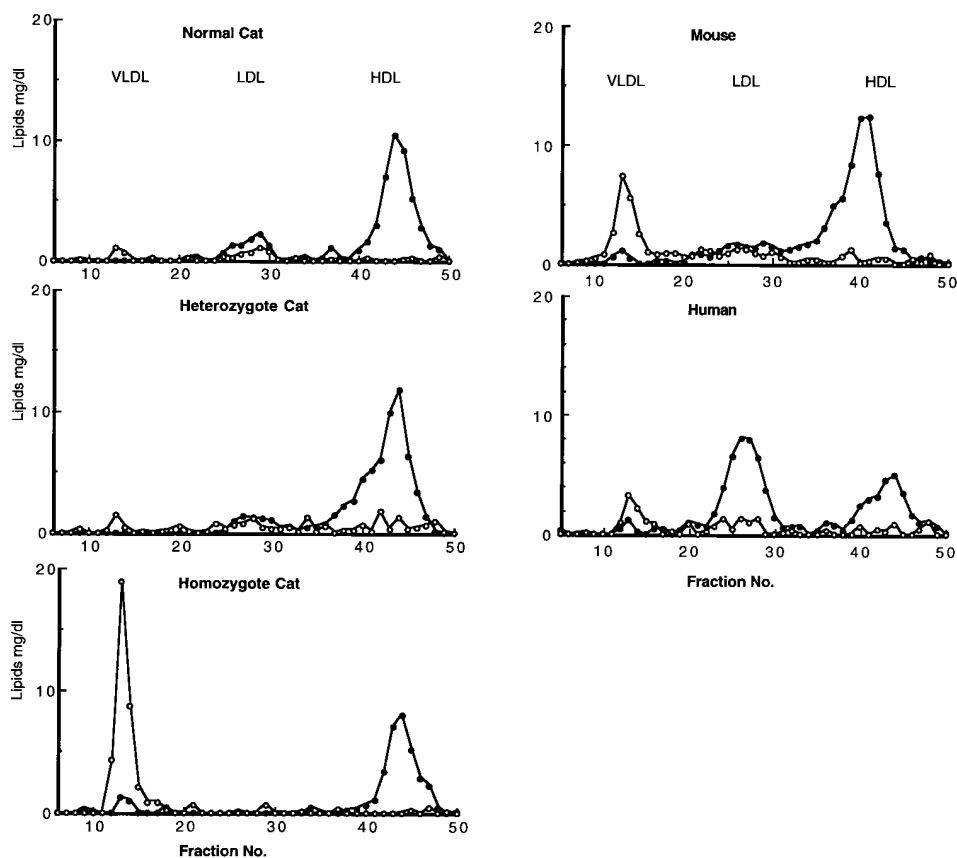 Normal Cat
VLDL LDL HDL
Lipids mg/dl
20
10
0
10 20 30 40 50
Heterozygote Cat
Lipids mg/dl
20
10
0
10 20 30 40 50
Homozygote Cat
Lipids mg/dl
20
10
0
10 20 30 40 50
Fraction No.
Mouse
VLDL LDL HDL
20
10
0
10 20 30 40 50
Human
20
10
0
10 20 30 40 50
Fraction No.